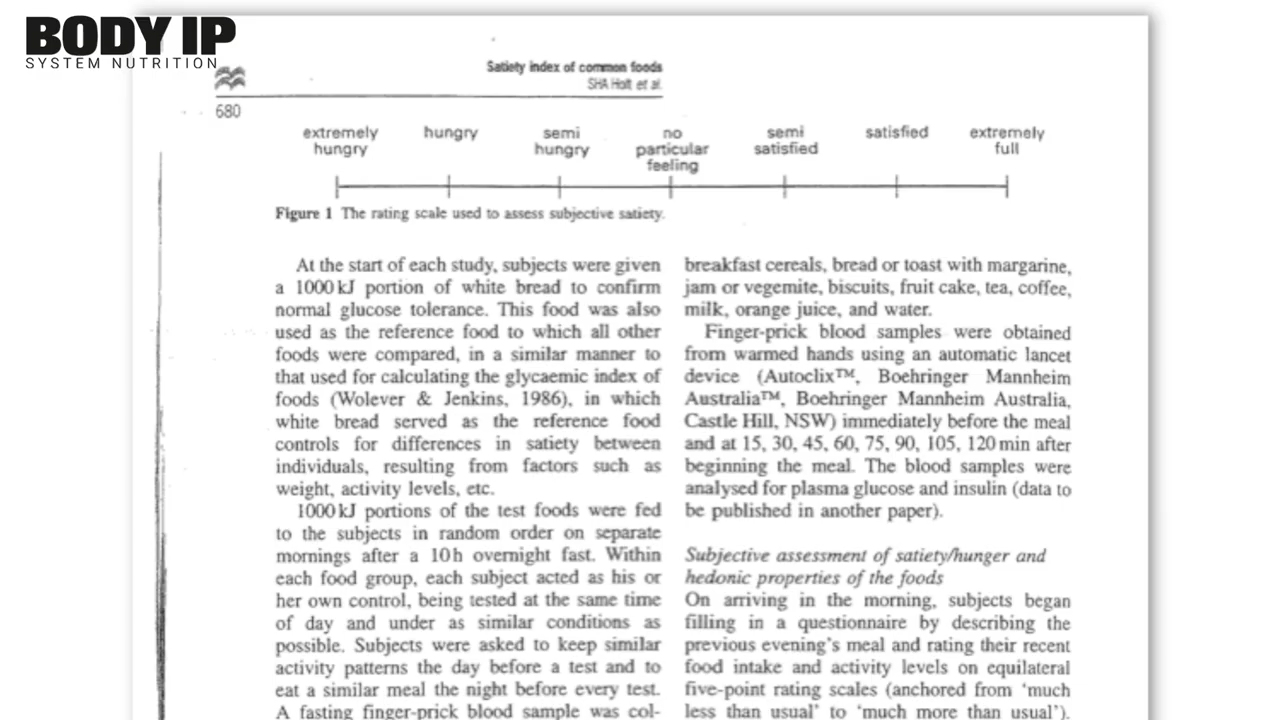 BODY IP
SYSTEM NUTRITION
Satiety index of common foods
SHA Holt et al.
680
extremely hungry
hungry
semi hungry
no particular feeling
semi satisfied
satisfied
extremely full
Figure 1 The rating scale used to assess subjective satiety.
At the start of each study, subjects were given
a 1000 kJ portion of white bread to confirm
normal glucose tolerance. This food was also
used as the reference food to which all other
foods were compared, in a similar manner to
that used for calculating the glycaemic index of
foods (Wolever & Jenkins, 1986), in which
white bread served as the reference food
controls for differences in satiety between
individuals, resulting from factors such as
weight, activity levels, etc.
1000 kJ portions of the test foods were fed
to the subjects in random order on separate
mornings after a 10 h overnight fast. Within
each food group, each subject acted as his or
her own control, being tested at the same time
of day and under as similar conditions as
possible. Subjects were asked to keep similar
activity patterns the day before a test and to
eat a similar meal the night before every test.
A fasting finger-prick blood sample was col-
breakfast cereals, bread or toast with margarine,
jam or vegemite, biscuits, fruit cake, tea, coffee,
milk, orange juice, and water.
Finger-prick blood samples were obtained
from warmed hands using an automatic lancet
device (Autoclix™, Boehringer Mannheim
Australia™, Boehringer Mannheim Australia,
Castle Hill, NSW) immediately before the meal
and at 15, 30, 45, 60, 75, 90, 105, 120 min after
beginning the meal. The blood samples were
analysed for plasma glucose and insulin (data to
be published in another paper).
Subjective assessment of satiety/hunger and
hedonic properties of the foods
On arriving in the morning, subjects began
filling in a questionnaire by describing the
previous evening's meal and rating their recent
food intake and activity levels on equilateral
five-point rating scales (anchored from 'much
less than usual' to 'much more than usual').